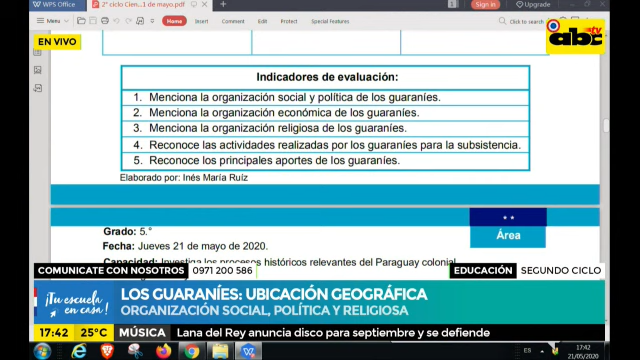 WPS Office
2° ciclo Cien...1 de mayo.pdf
Sign in
Upgrade
Menu
Home
Insert
Comment
Edit
Page
Protect
Special Features
Click to search
EN VIVO
abc
tv
Indicadores de evaluación:
1. Menciona la organización social y política de los guaraníes.
2. Menciona la organización económica de los guaraníes.
3. Menciona la organización religiosa de los guaraníes.
4. Reconoce las actividades realizadas por los guaraníes para la subsistencia.
5. Reconoce los principales aportes de los guaraníes.
Elaborado por: Inés María Ruíz
Grado: 5.°
Fecha: Jueves 21 de mayo de 2020.
Área
Capacidad: Investiga los procesos históricos relevantes del Paraguay colonial
COMUNICATE CON NOSOTROS 0971 200 586
EDUCACIÓN SEGUNDO CICLO
¡Tu escuela en casa!
LOS GUARANÍES: UBICACIÓN GEOGRÁFICA
ORGANIZACIÓN SOCIAL, POLÍTICA Y RELIGIOSA
17:42 25°C MÚSICA Lana del Rey anuncia disco para septiembre y se defiende
ES 17:42
21/05/2020